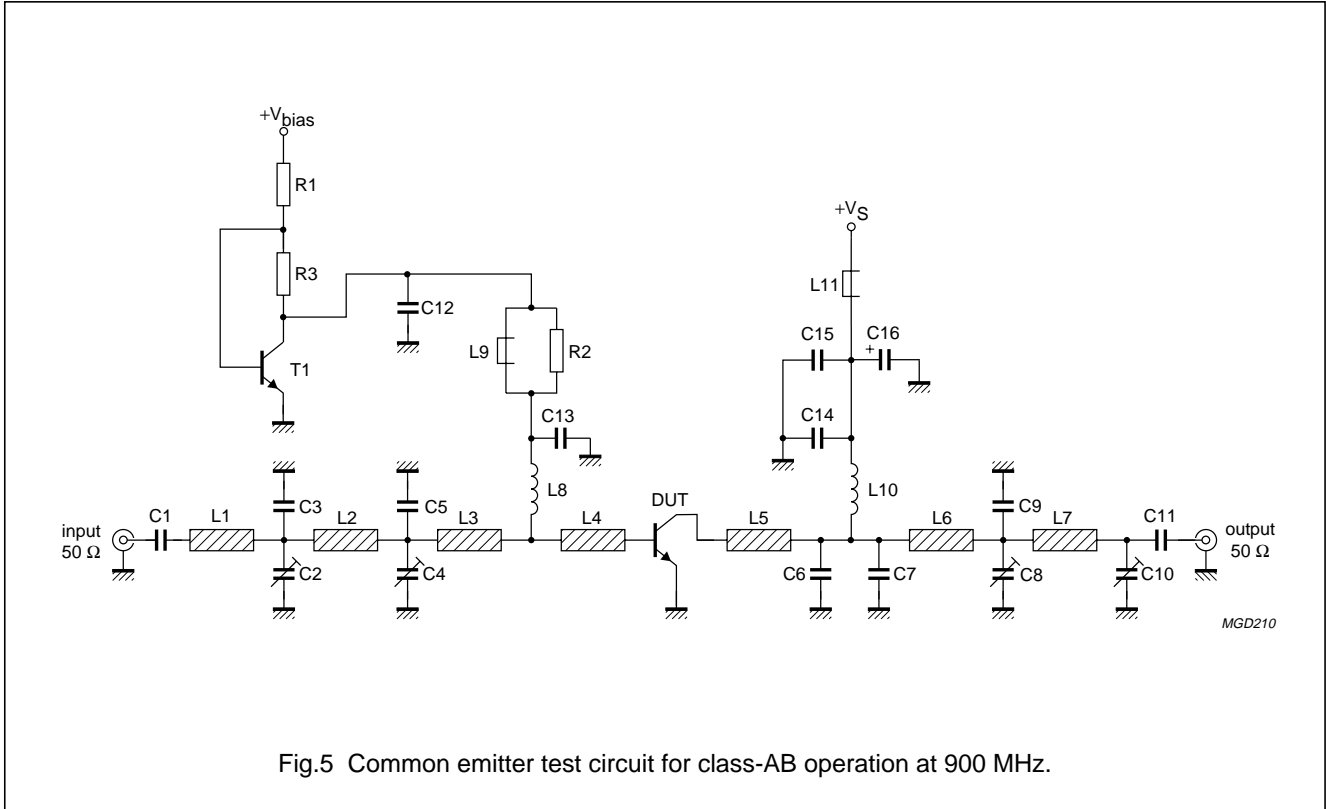 +Vbias
R1
+VS
R3
L11
C12
C15
C16
+
L9
R2
T1
C13
C14
C3
C5
L8
DUT
L10
C9
input
50 Ω
C1
L1
L2
L3
L4
L5
L6
L7
C11
output
50 Ω
C2
C4
C6
C7
C8
C10
MGD210
Fig.5 Common emitter test circuit for class-AB operation at 900 MHz.